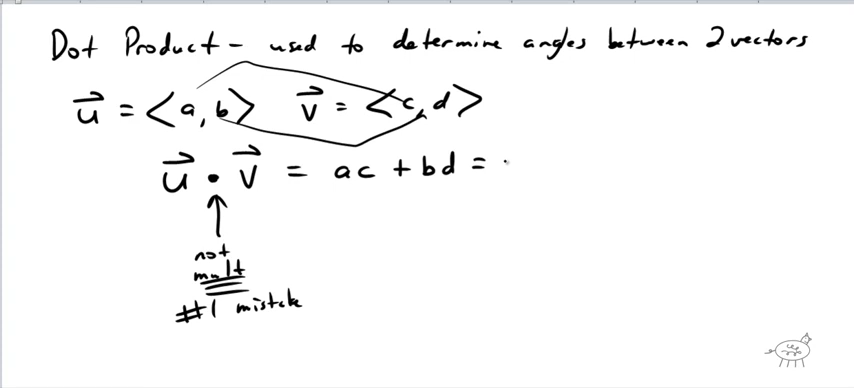 Dot Product - used to determine angles between 2 vectors
u⃗ = <a, b> v⃗ = <c, d>
u⃗ • v⃗ = ac + bd =
not
mult
#1 mistake